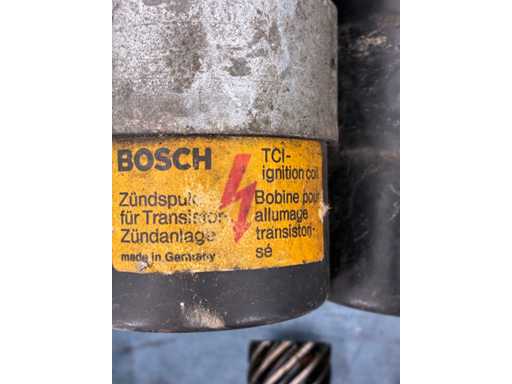 BOSCH
Zündspule
für Transistor-
Zündanlage
made in Germany
TCI-
ignition coil
Bobine pour
allumage
transistori-
sé